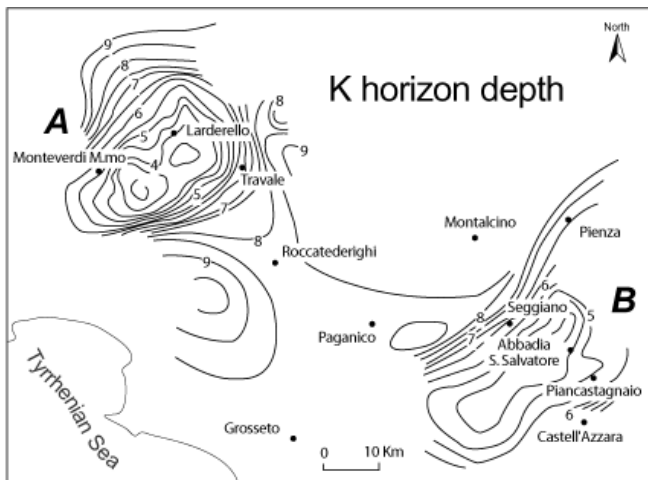 North
K horizon depth
A
B
9
8
7
6
5
4
Larderello
Monteverdi M.mo
Travale
5
7
8
8
9
9
Roccatederighi
Montalcino
Pienza
Paganico
6
5
Seggiano
8
7
Abbadia
S. Salvatore
Piancastagnaio
6
Castell'Azzara
Grosseto
Tyrrhenian Sea
0 10 Km